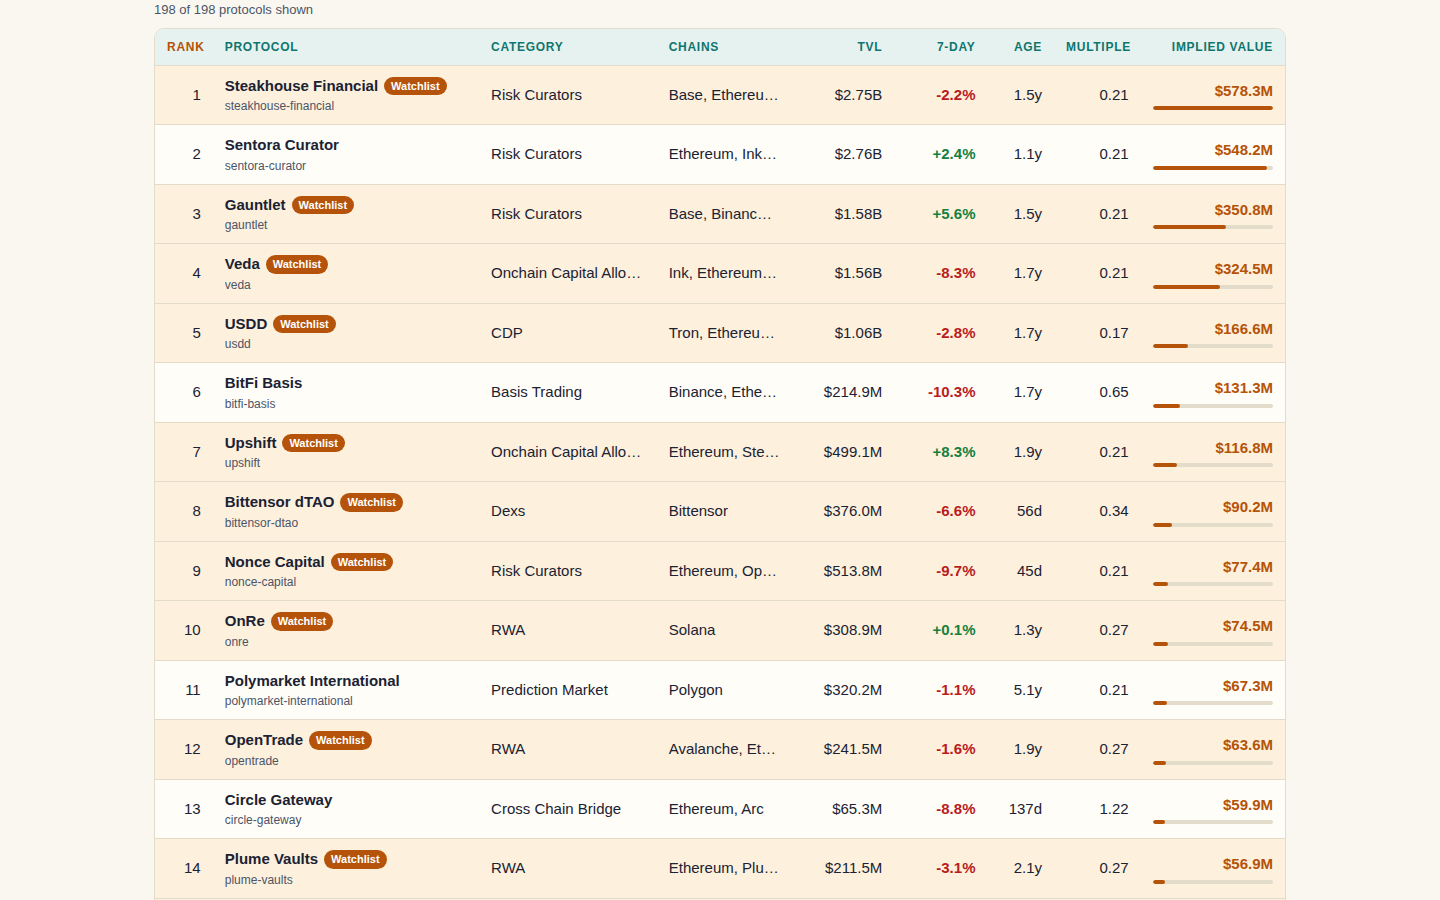 198 of 198 protocols shown
RANK PROTOCOL CATEGORY CHAINS TVL 7-DAY AGE MULTIPLE IMPLIED VALUE
1 Steakhouse Financial Watchlist Risk Curators Base, Ethereu… $2.75B -2.2% 1.5y 0.21 $578.3M
steakhouse-financial
2 Sentora Curator Risk Curators Ethereum, Ink… $2.76B +2.4% 1.1y 0.21 $548.2M
sentora-curator
3 Gauntlet Watchlist Risk Curators Base, Binanc… $1.58B +5.6% 1.5y 0.21 $350.8M
gauntlet
4 Veda Watchlist Onchain Capital Allo… Ink, Ethereum… $1.56B -8.3% 1.7y 0.21 $324.5M
veda
5 USDD Watchlist CDP Tron, Ethereu… $1.06B -2.8% 1.7y 0.17 $166.6M
usdd
6 BitFi Basis Basis Trading Binance, Ethe… $214.9M -10.3% 1.7y 0.65 $131.3M
bitfi-basis
7 Upshift Watchlist Onchain Capital Allo… Ethereum, Ste… $499.1M +8.3% 1.9y 0.21 $116.8M
upshift
8 Bittensor dTAO Watchlist Dexs Bittensor $376.0M -6.6% 56d 0.34 $90.2M
bittensor-dtao
9 Nonce Capital Watchlist Risk Curators Ethereum, Op… $513.8M -9.7% 45d 0.21 $77.4M
nonce-capital
10 OnRe Watchlist RWA Solana $308.9M +0.1% 1.3y 0.27 $74.5M
onre
11 Polymarket International Prediction Market Polygon $320.2M -1.1% 5.1y 0.21 $67.3M
polymarket-international
12 OpenTrade Watchlist RWA Avalanche, Et… $241.5M -1.6% 1.9y 0.27 $63.6M
opentrade
13 Circle Gateway Cross Chain Bridge Ethereum, Arc $65.3M -8.8% 137d 1.22 $59.9M
circle-gateway
14 Plume Vaults Watchlist RWA Ethereum, Plu… $211.5M -3.1% 2.1y 0.27 $56.9M
plume-vaults